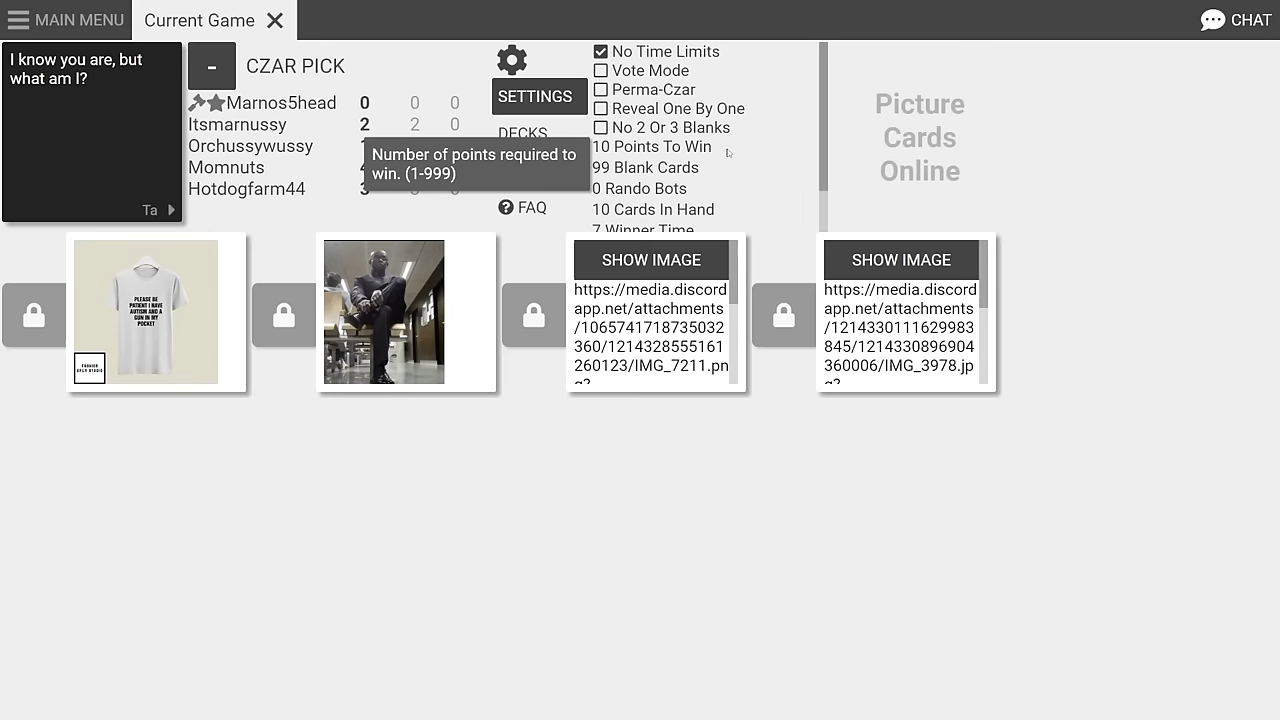 MAIN MENU
Current Game
CHAT
I know you are, but
what am I?
Ta
-
CZAR PICK
Marnos5head 0 0 0
Itsmarnussy 2 2 0
Orchussywussy
Momnuts
Hotdogfarm44
SETTINGS
DECKS
Number of points required to
win. (1-999)
FAQ
No Time Limits
Vote Mode
Perma-Czar
Reveal One By One
No 2 Or 3 Blanks
10 Points To Win
99 Blank Cards
0 Rando Bots
10 Cards In Hand
7 Winner Time
Picture
Cards
Online
PLEASE BE
PATIENT I HAVE
AUTISM AND A
GUN IN MY
POCKET
SHOW IMAGE
https://media.discord
app.net/attachments
/1065741718735032
360/1214328555161
260123/IMG_7211.pn
g?
SHOW IMAGE
https://media.discord
app.net/attachments
/1214330111629983
845/1214330896904
360006/IMG_3978.jp
g?